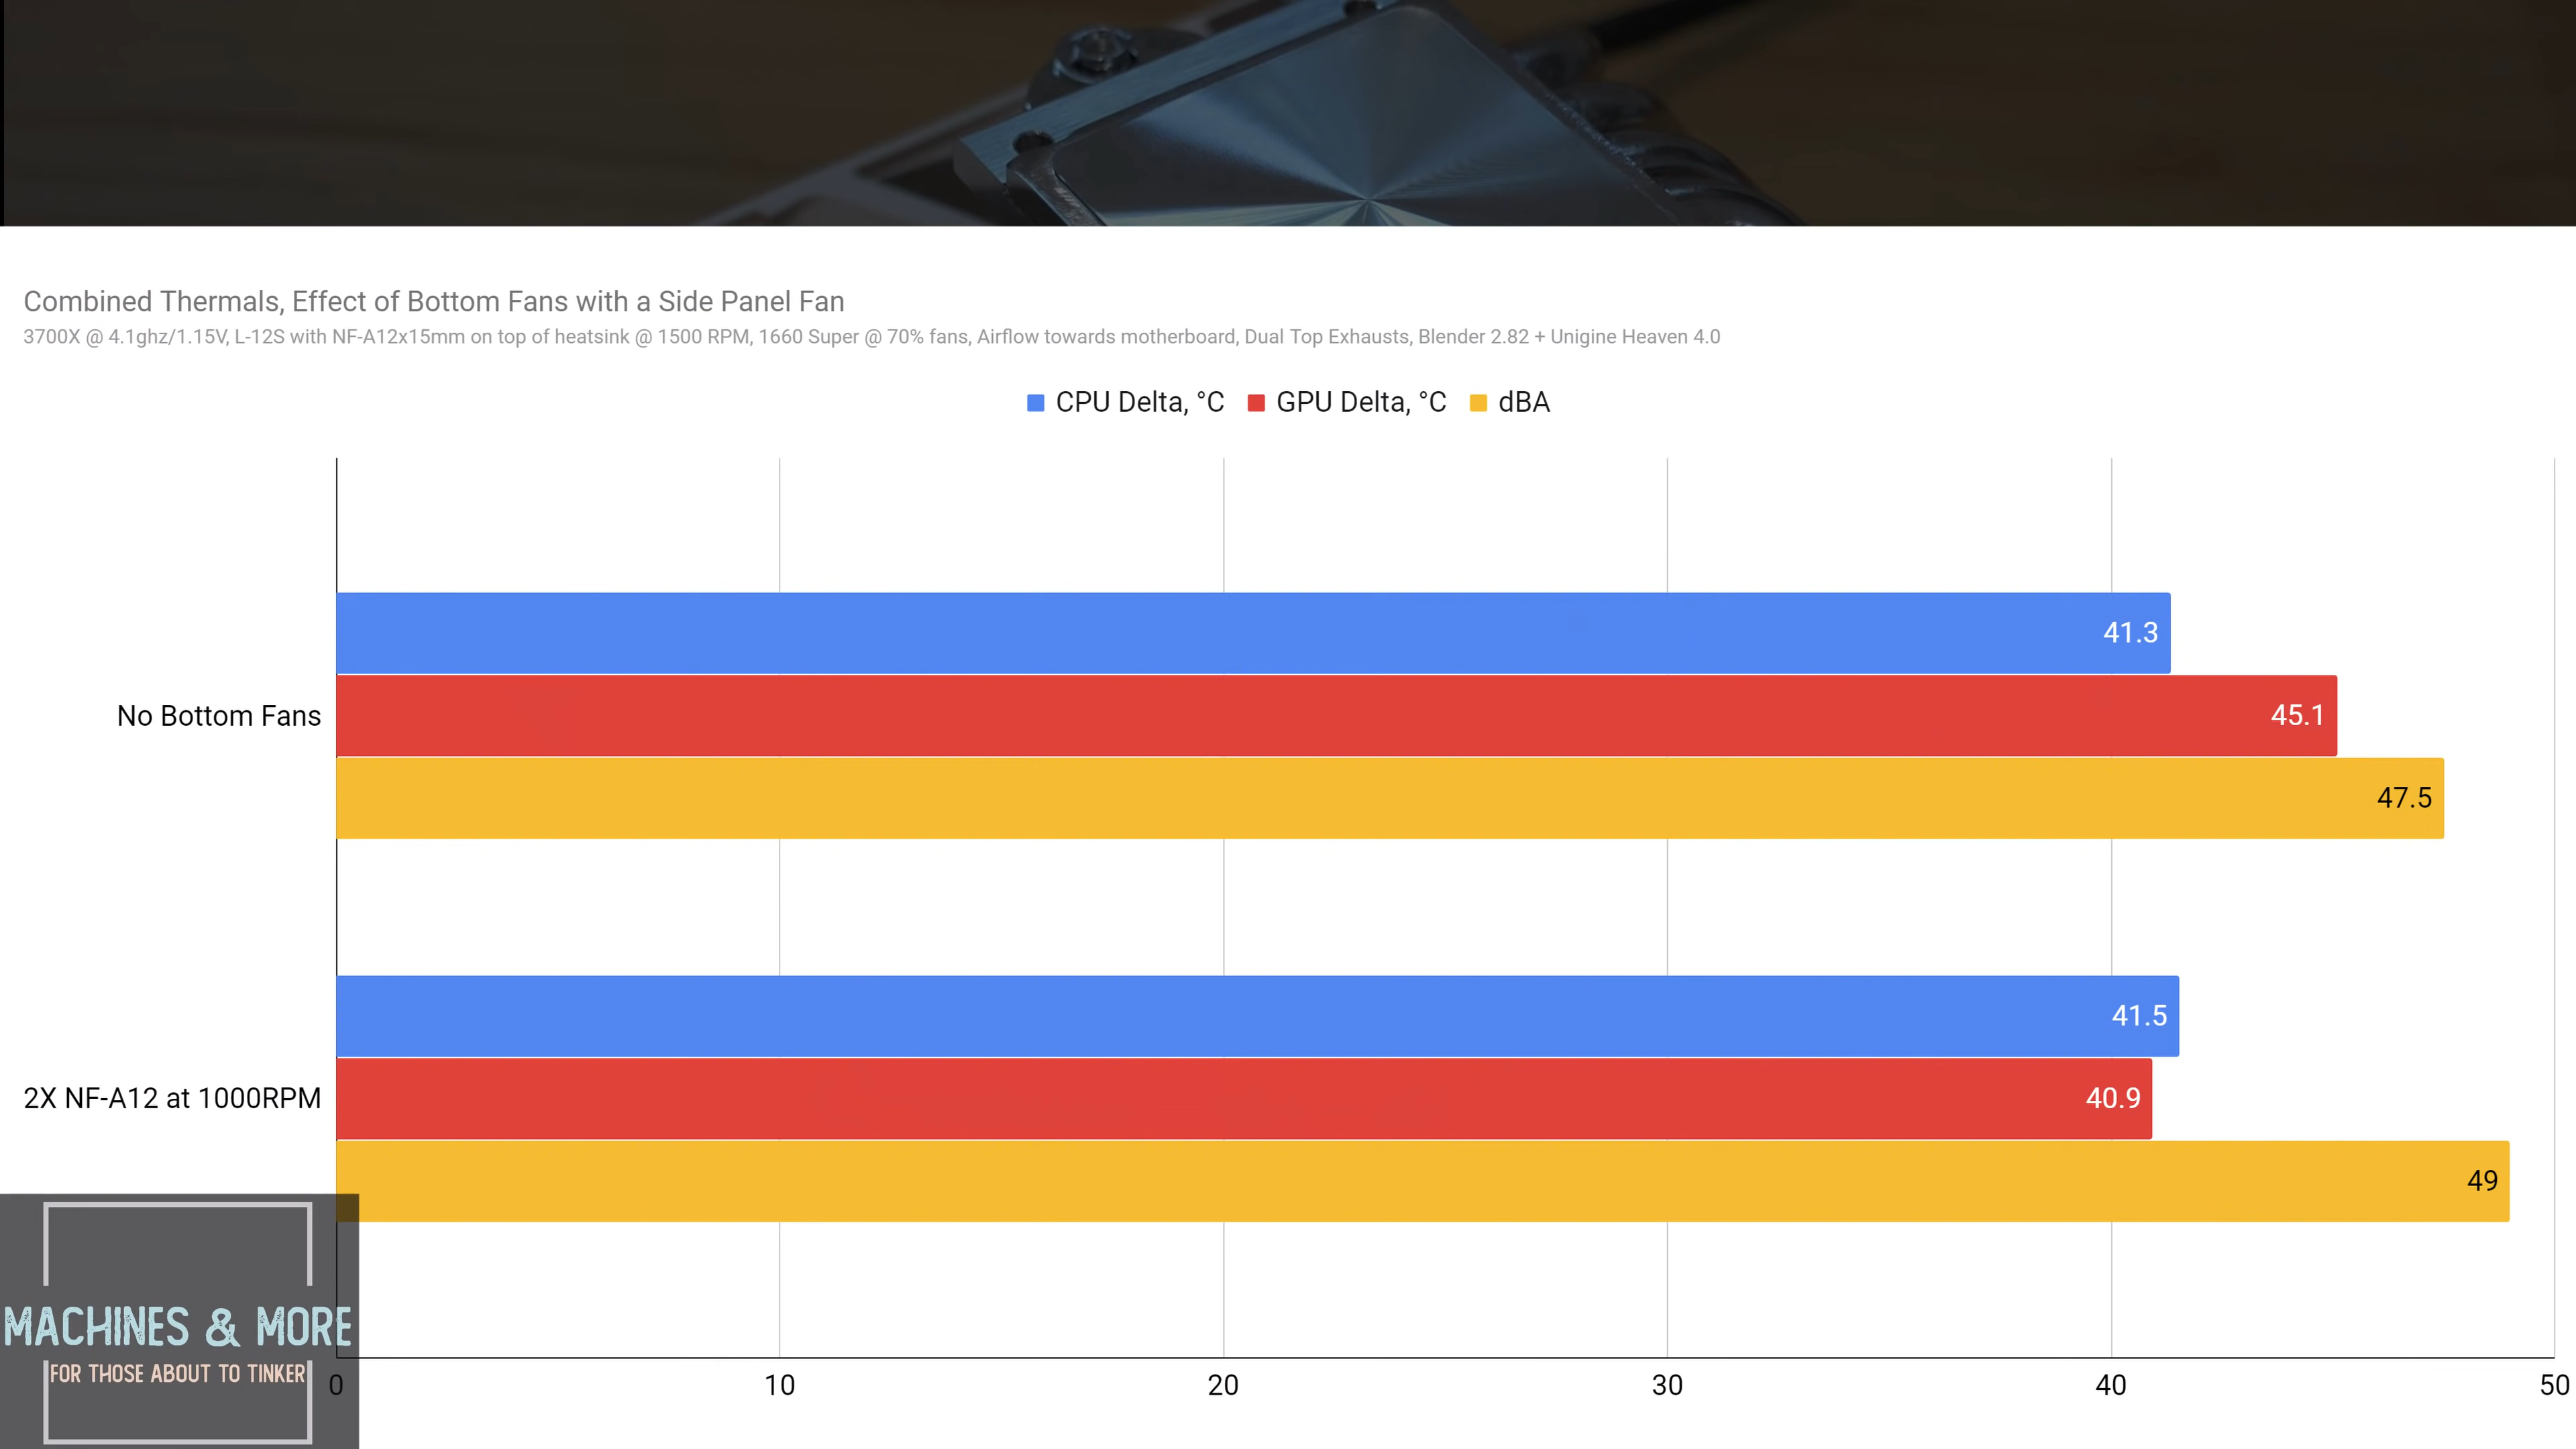 Combined Thermals, Effect of Bottom Fans with a Side Panel Fan
3700X @ 4.1ghz/1.15V, L-12S with NF-A12x15mm on top of heatsink @ 1500 RPM, 1660 Super @ 70% fans, Airflow towards motherboard, Dual Top Exhausts, Blender 2.82 + Unigine Heaven 4.0
CPU Delta, °C GPU Delta, °C dBA
41.3
No Bottom Fans 45.1
47.5
41.5
2X NF-A12 at 1000RPM 40.9
49
MACHINES & MORE
FOR THOSE ABOUT TO TINKER
0 10 20 30 40 50